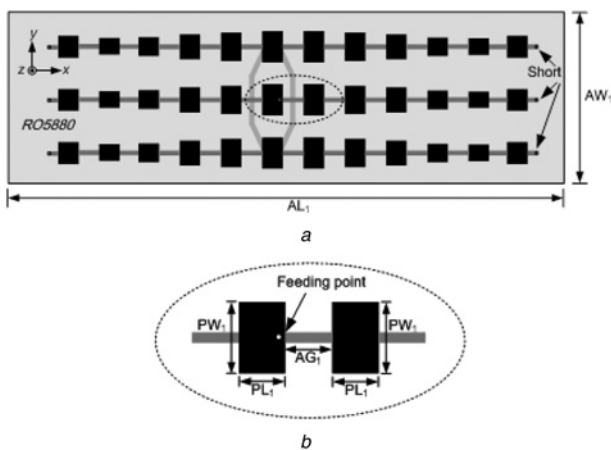 y
z
x
RO5880
Short
AW₁
AL₁
a
Feeding point
PW₁
PW₁
AG₁
PL₁
PL₁
b